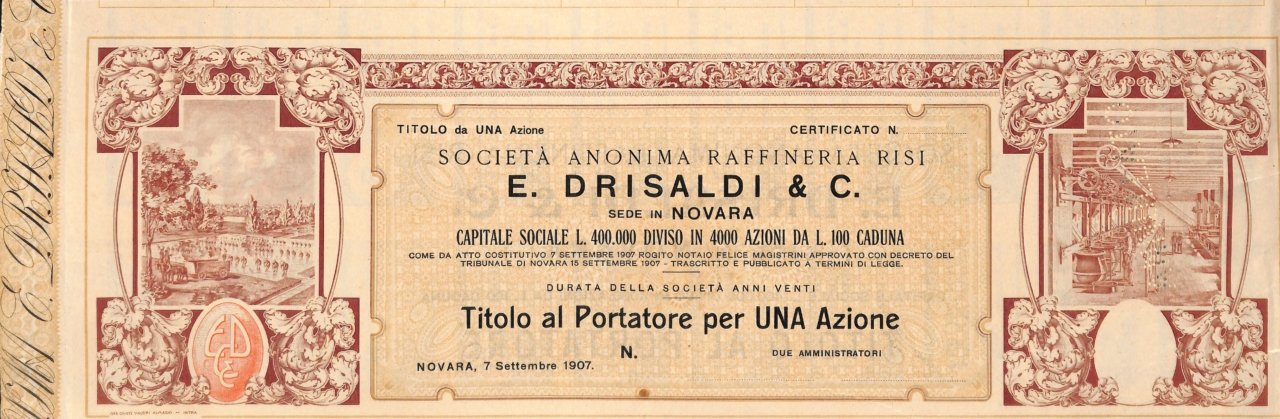 TITOLO da UNA Azione
CERTIFICATO N.
SOCIETÀ ANONIMA RAFFINERIA RISI
E. DRISALDI & C.
SEDE IN NOVARA
CAPITALE SOCIALE L. 400.000 DIVISO IN 4000 AZIONI DA L. 100 CADUNA
COME DA ATTO COSTITUTIVO 7 SETTEMBRE 1907 ROGITO NOTAIO FELICE MAGISTRINI APPROVATO CON DECRETO DEL
TRIBUNALE DI NOVARA 15 SETTEMBRE 1907 - TRASCRITTO E PUBBLICATO A TERMINI DI LEGGE.
DURATA DELLA SOCIETÀ ANNI VENTI
Titolo al Portatore per UNA Azione
N.
DUE AMMINISTRATORI
NOVARA, 7 Settembre 1907.